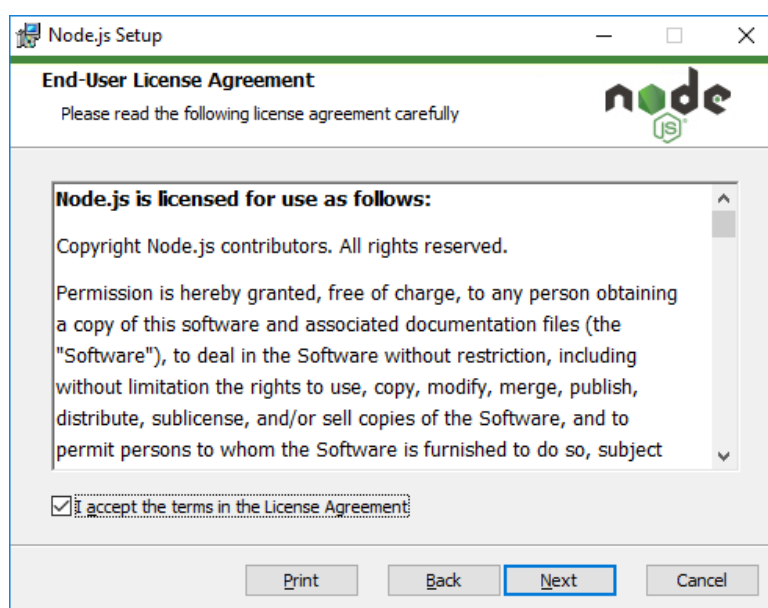 Node.js Setup
End-User License Agreement
Please read the following license agreement carefully
node
JS
Node.js is licensed for use as follows:
Copyright Node.js contributors. All rights reserved.
Permission is hereby granted, free of charge, to any person obtaining
a copy of this software and associated documentation files (the
"Software"), to deal in the Software without restriction, including
without limitation the rights to use, copy, modify, merge, publish,
distribute, sublicense, and/or sell copies of the Software, and to
permit persons to whom the Software is furnished to do so, subject
I accept the terms in the License Agreement
Print Back Next Cancel